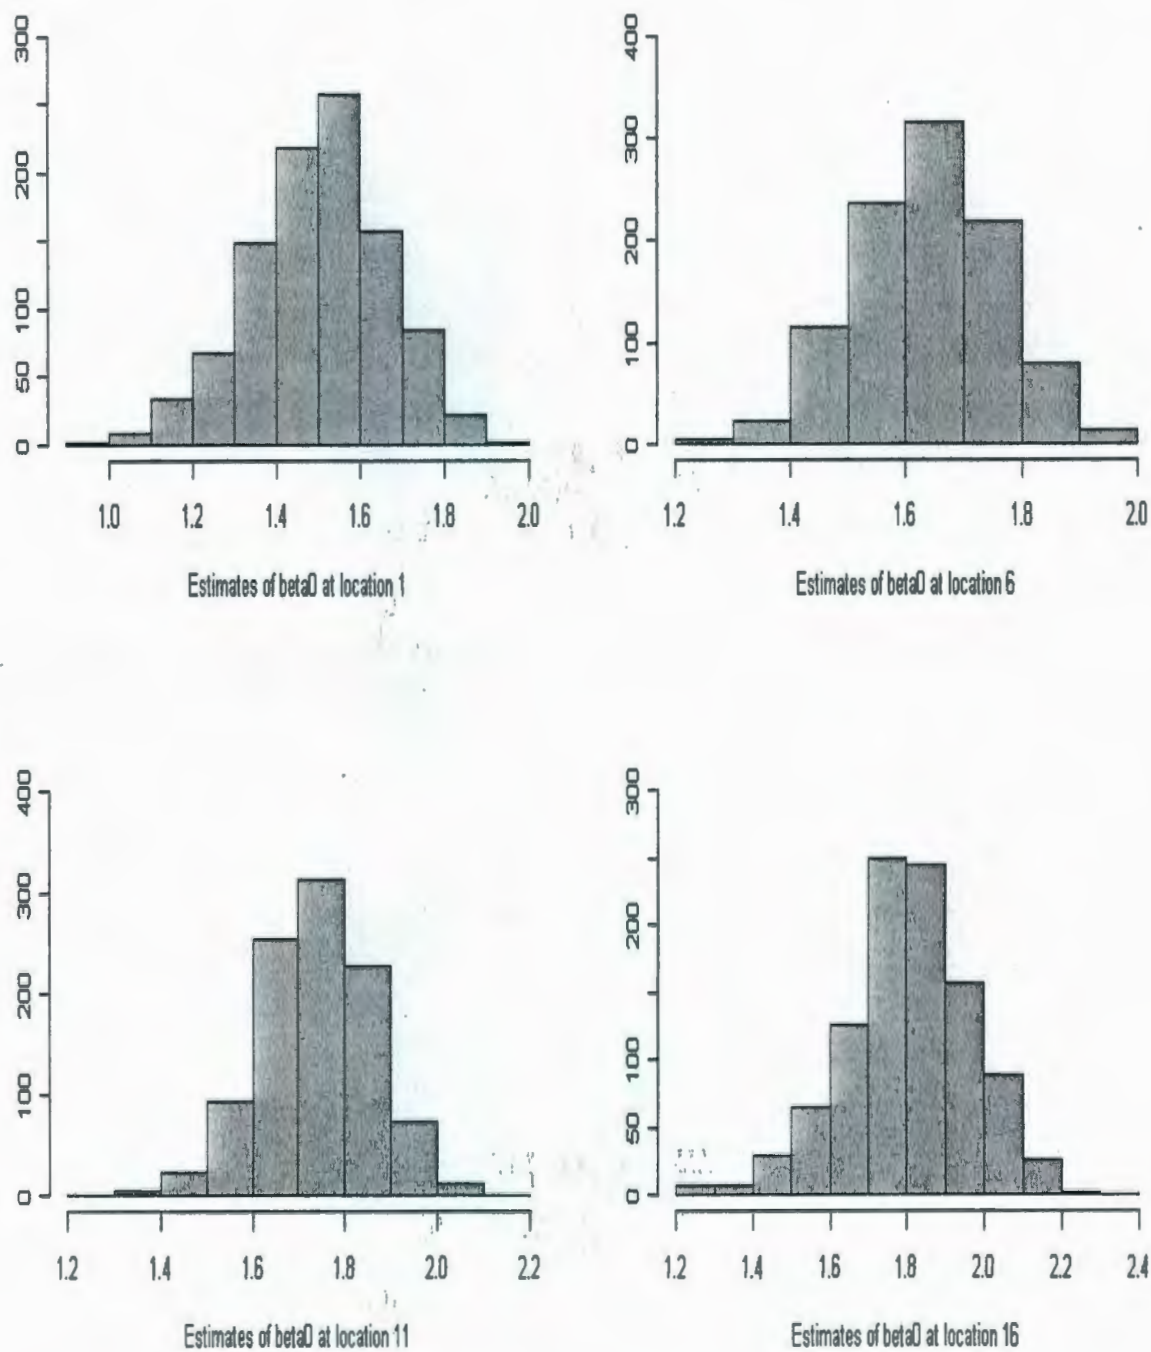 300
200
100
50
0
1.0 1.2 1.4 1.6 1.8 2.0
Estimates of beta0 at location 1
400
300
200
100
0
1.2 1.4 1.6 1.8 2.0
Estimates of beta0 at location 6
400
300
200
100
0
1.2 1.4 1.6 1.8 2.0 2.2
Estimates of beta0 at location 11
300
200
100
50
0
1.2 1.4 1.6 1.8 2.0 2.2 2.4
Estimates of beta0 at location 16